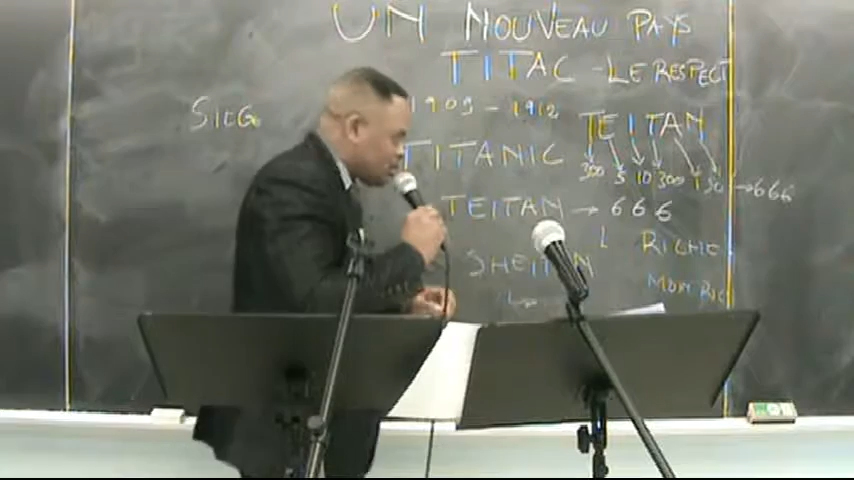 UN NOUVEAU PAYS
TITAC - LE RESPECT
1909 - 1912
TEITAN
300 5 10 300 1 50 → 666
SICG
TITANIC
TEITAN → 666
L RICHE
SHEITAN
MON RIC